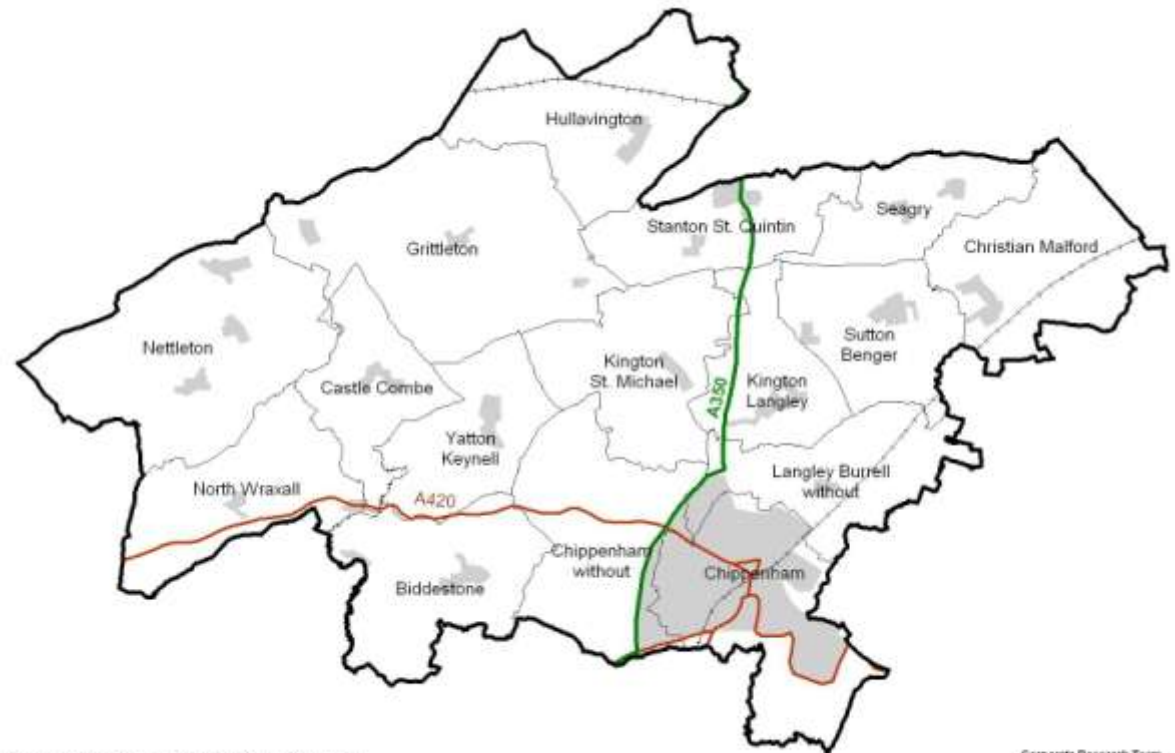 Hullavington
Stanton St. Quintin
Seagry
Grittleton
Christian Malford
Nettleton
Sutton
Benger
Castle Combe
Kington
St. Michael
A350
Kington
Langley
Yatton
Keynell
North Wraxall
A420
Langley Burrell
without
Chippenham
without
Chippenham
Biddestone